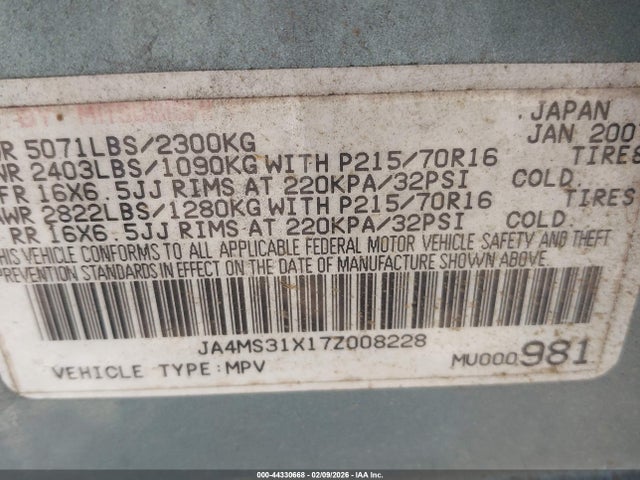 JAPAN
WR 5071LBS/2300KG JAN 200
WR 2403LBS/1090KG WITH P215/70R16 TIRES
FR 16X6.5JJ RIMS AT 220KPA/32PSI COLD.
AWR 2822LBS/1280KG WITH P215/70R16 TIRES
RR 16X6.5JJ RIMS AT 220KPA/32PSI COLD.
THIS VEHICLE CONFORMS TO ALL APPLICABLE FEDERAL MOTOR VEHICLE SAFETY AND THEFT
PREVENTION STANDARDS IN EFFECT ON THE DATE OF MANUFACTURE SHOWN ABOVE.
JA4MS31X17Z008228
VEHICLE TYPE:MPV MU000981
000-44330668 - 02/09/2026 - IAA Inc.